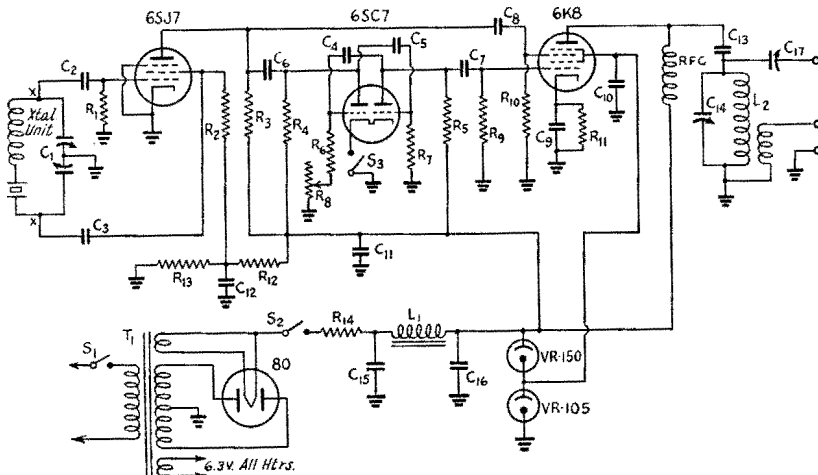 6SJ7
6SC7
C8
6K8
C4
C5
C13
C17
C2
C6
C7
RFC
x
R1
Xtal
Unit
C10
L2
C14
R2
R3
R4
R5
R9
R10
C9
R11
C1
R6
S3
R7
R8
x
C3
C11
R13
R12
C12
S2
R14
L1
T1
S1
80
C15
C16
VR-150
VR-105
6.3v. All Htrs.